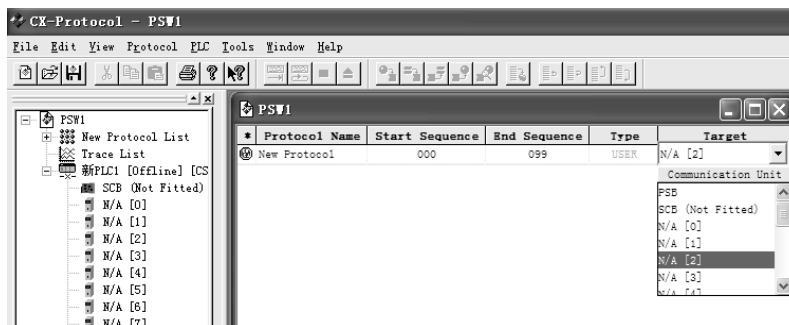 CX-Protocol - PSW1
File Edit View Protocol PLC Tools Window Help
PSW1
New Protocol List
Trace List
新PLC1 [Offline] [CS
SCB (Not Fitted)
N/A [0]
N/A [1]
N/A [2]
N/A [3]
N/A [4]
N/A [5]
N/A [6]
N/A [7]
PSW1
* Protocol Name Start Sequence End Sequence Type Target
New Protocol 000 099 USER N/A [2]
Communication Unit
PSB
SCB (Not Fitted)
N/A [0]
N/A [1]
N/A [2]
N/A [3]
N/A [4]